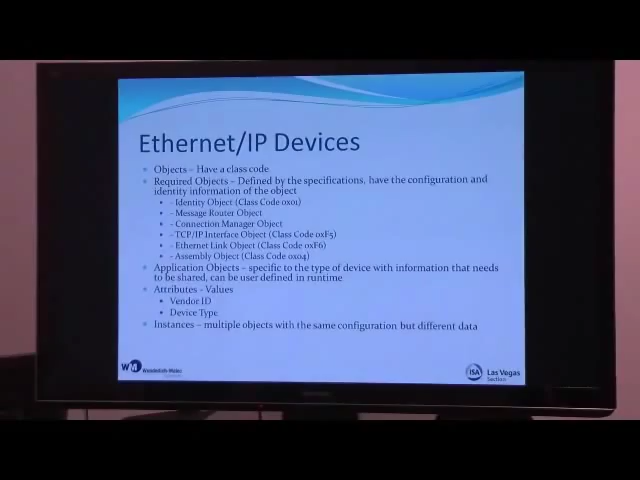 Ethernet/IP Devices
Objects – Have a class code
Required Objects – Defined by the specifications, have the configuration and
identity information of the object
- Identity Object (Class Code 0x01)
- Message Router Object
- Connection Manager Object
- TCP/IP Interface Object (Class Code 0xF5)
- Ethernet Link Object (Class Code 0xF6)
- Assembly Object (Class Code 0x04)
Application Objects – specific to the type of device with information that needs
to be shared, can be user defined in runtime
Attributes - Values
Vendor ID
Device Type
Instances – multiple objects with the same configuration but different data
ISA Las Vegas
Section